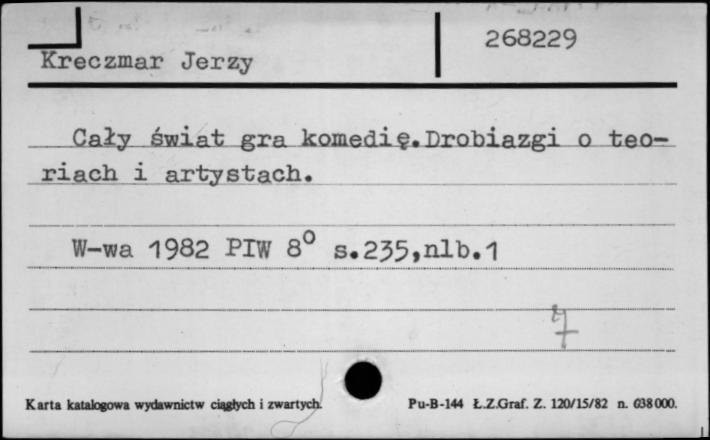 268229
Kreczmar Jerzy
Cały świat gra komedię.Drobiazgi o teo-
riach i artystach.
W-wa 1982 PIW 8° s.235,nlb.1
Karta katalogowa wydawnictw ciągłych i zwartych. Pu-B-144 Ł.Z.Graf. Z. 120/15/82 n. 038000.